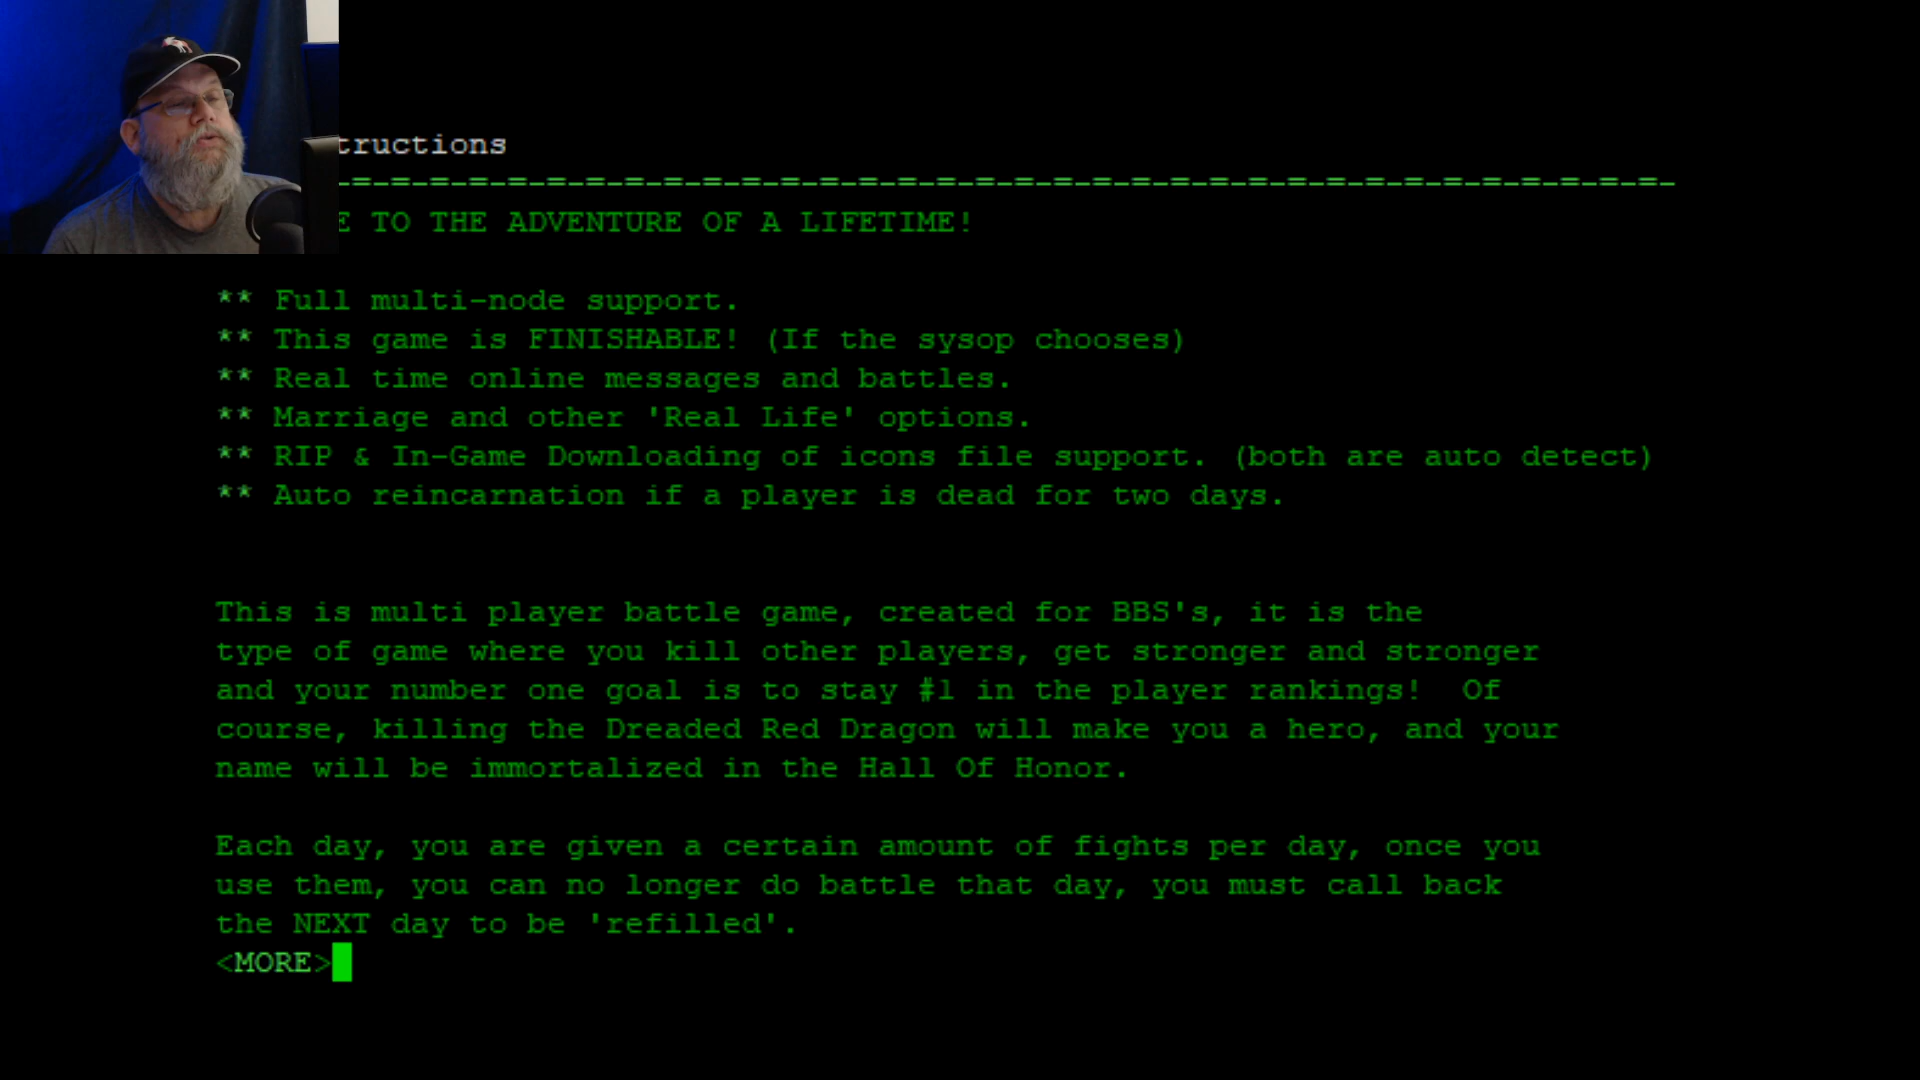 tructions
-=-=-=-=-=-=-=-=-=-=-=-=-=-=-=-=-=-=-=-=-=-=-=-=-=-=-=-=-=-=-=-=-=-=-
E TO THE ADVENTURE OF A LIFETIME!
** Full multi-node support.
** This game is FINISHABLE! (If the sysop chooses)
** Real time online messages and battles.
** Marriage and other 'Real Life' options.
** RIP & In-Game Downloading of icons file support. (both are auto detect)
** Auto reincarnation if a player is dead for two days.
This is multi player battle game, created for BBS's, it is the
type of game where you kill other players, get stronger and stronger
and your number one goal is to stay #1 in the player rankings!  Of
course, killing the Dreaded Red Dragon will make you a hero, and your
name will be immortalized in the Hall Of Honor.
Each day, you are given a certain amount of fights per day, once you
use them, you can no longer do battle that day, you must call back
the NEXT day to be 'refilled'.
<MORE>